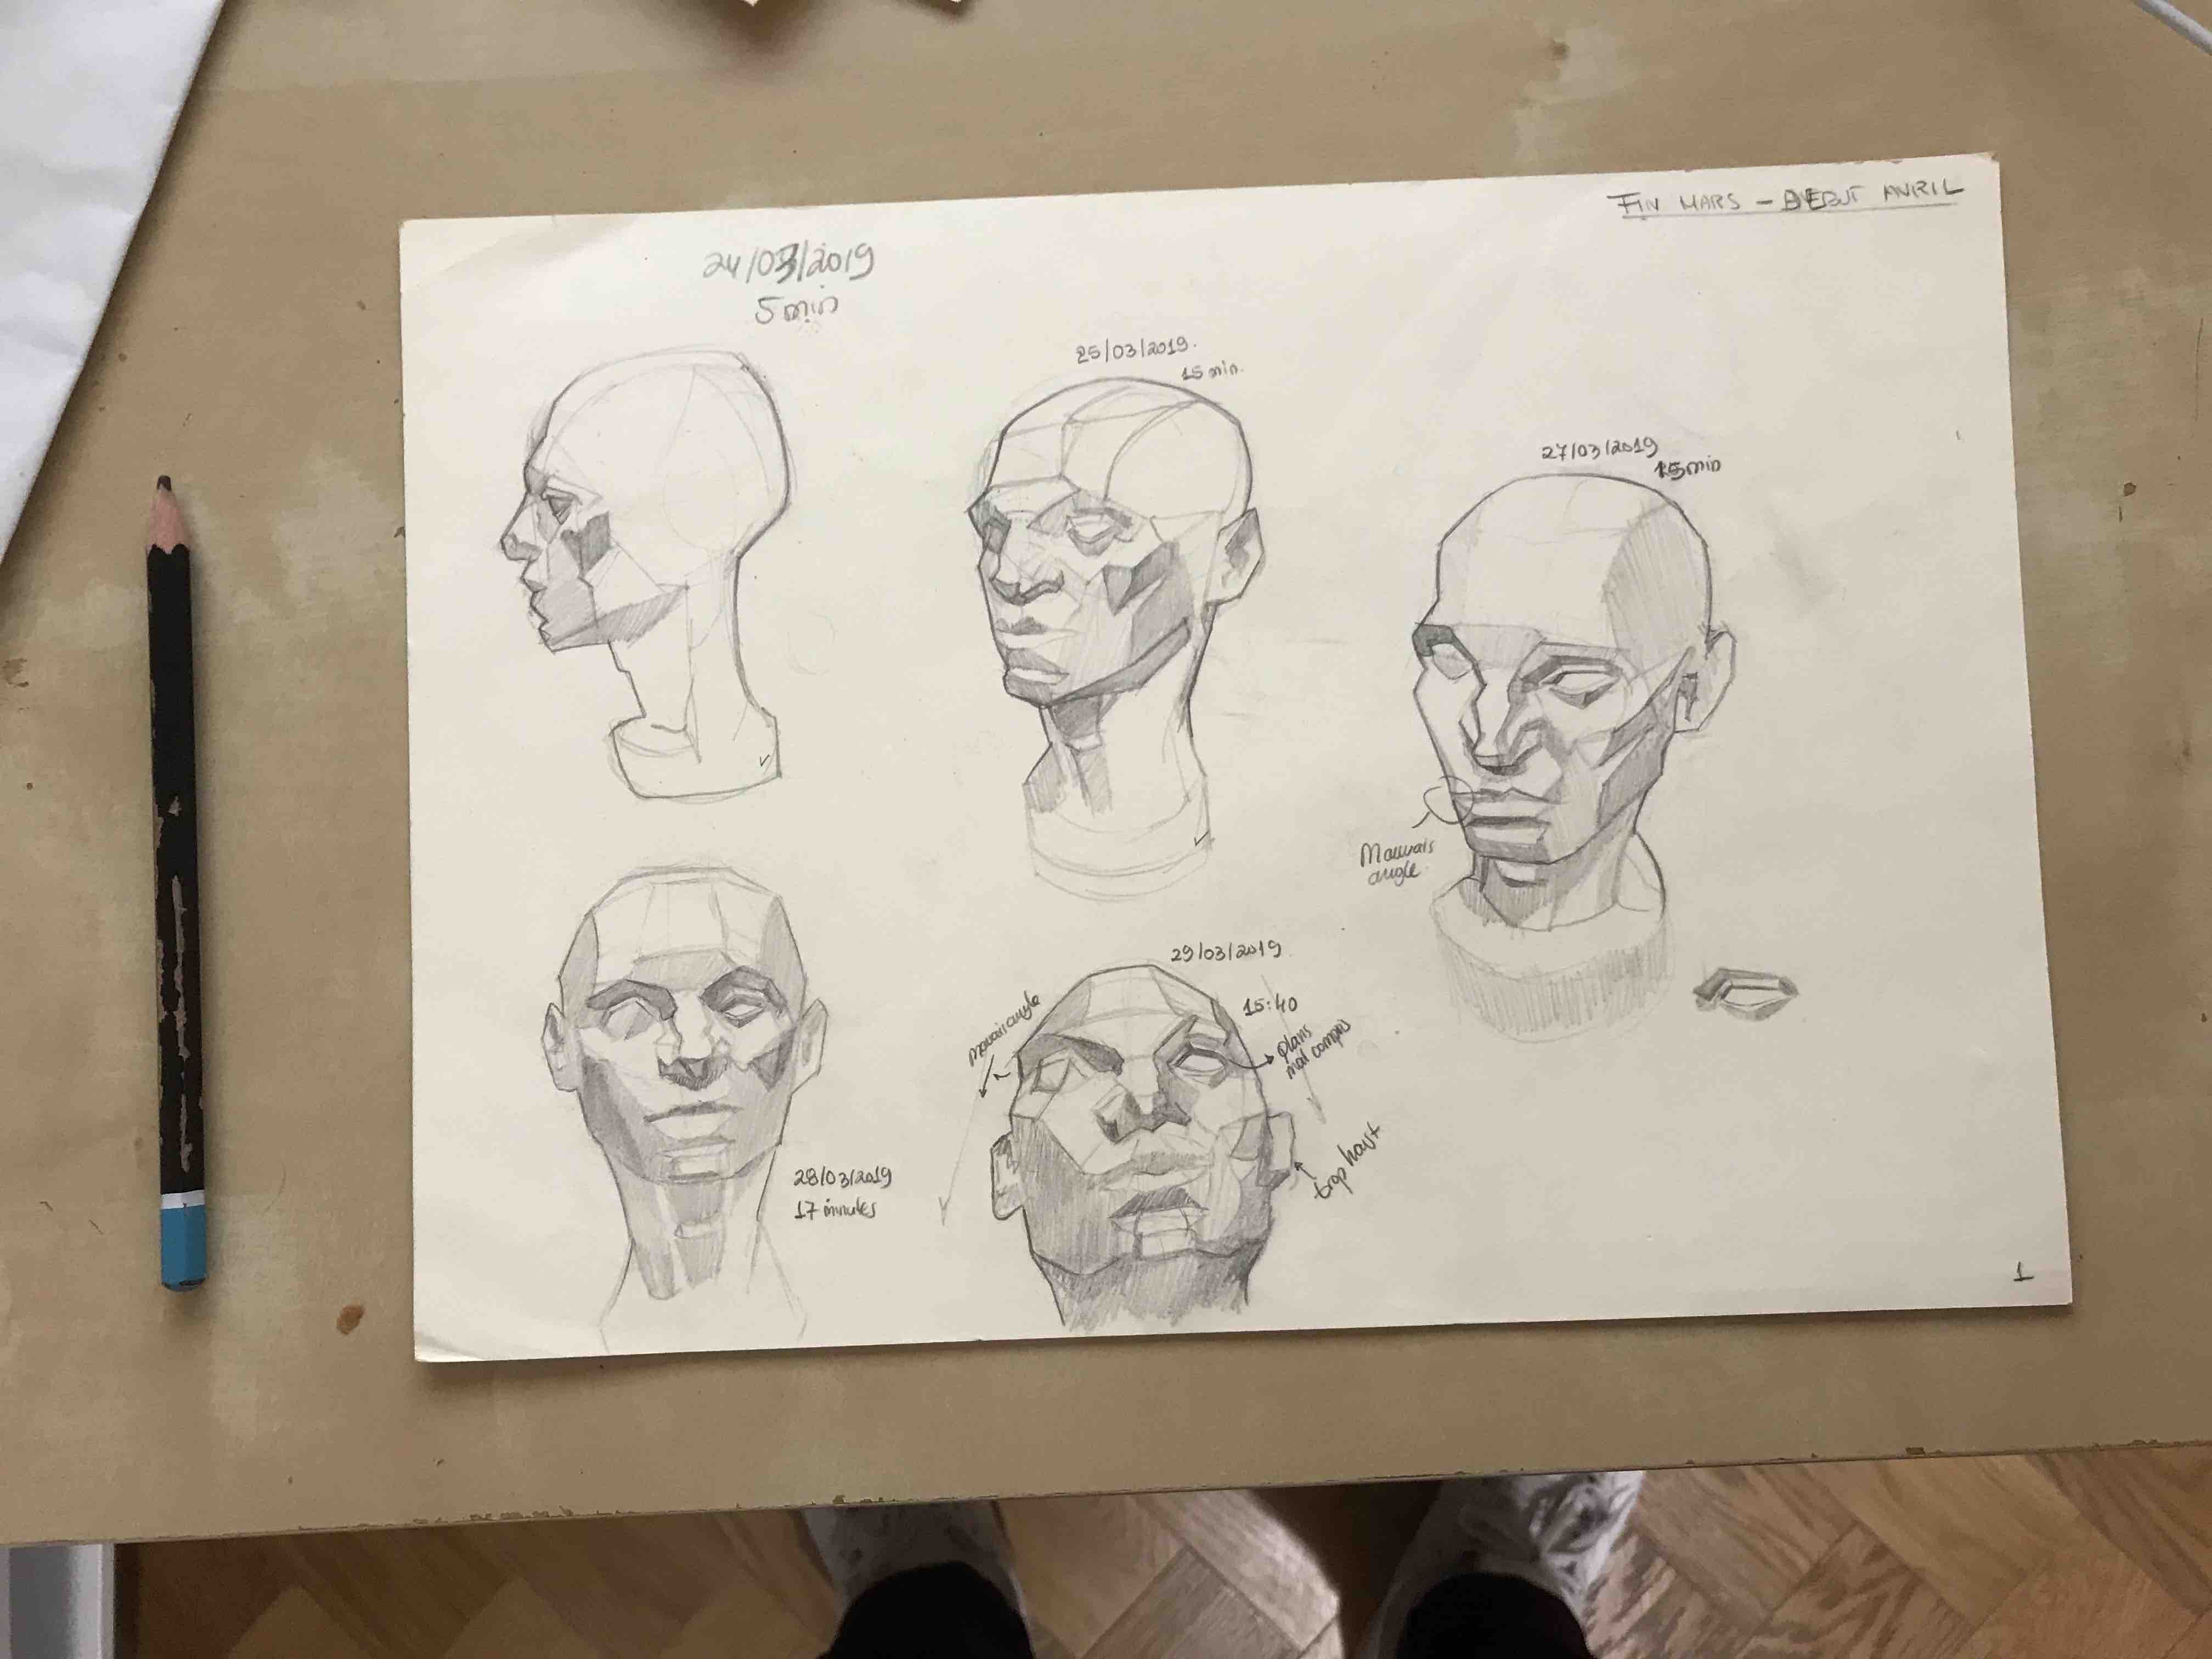 FIN MARS - DEBUT AVRIL
24/03/2019
5 min
25/03/2019.
15 min.
27/03/2019
15 min
Mauvais
angle.
28/03/2019
17 minutes
29/03/2019
15:40
Mauvais angle
plans
mal compris
trop haut
1